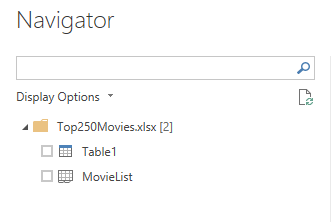 Navigator
Display Options
Top250Movies.xlsx [2]
Table1
MovieList